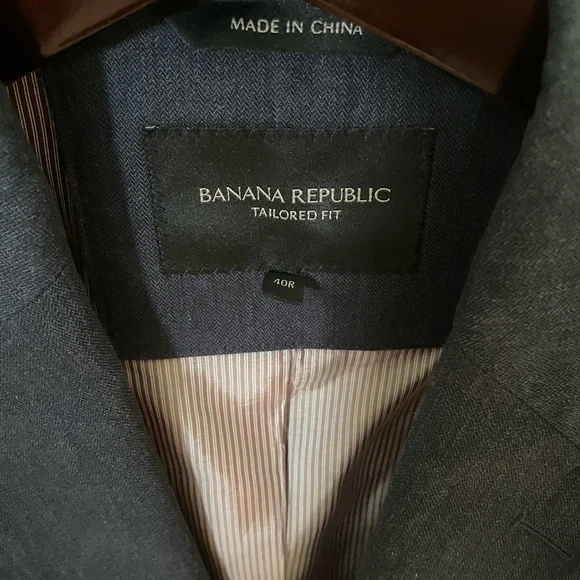 MADE IN CHINA
BANANA REPUBLIC
TAILORED FIT
40R